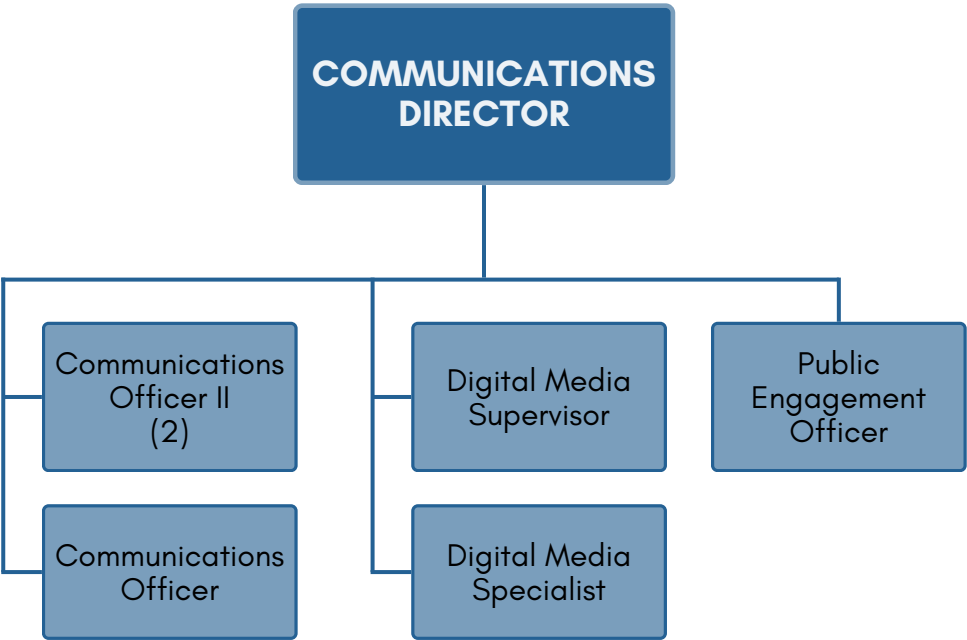 COMMUNICATIONS
DIRECTOR
Communications
Officer II
(2)
Digital Media
Supervisor
Public
Engagement
Officer
Communications
Officer
Digital Media
Specialist